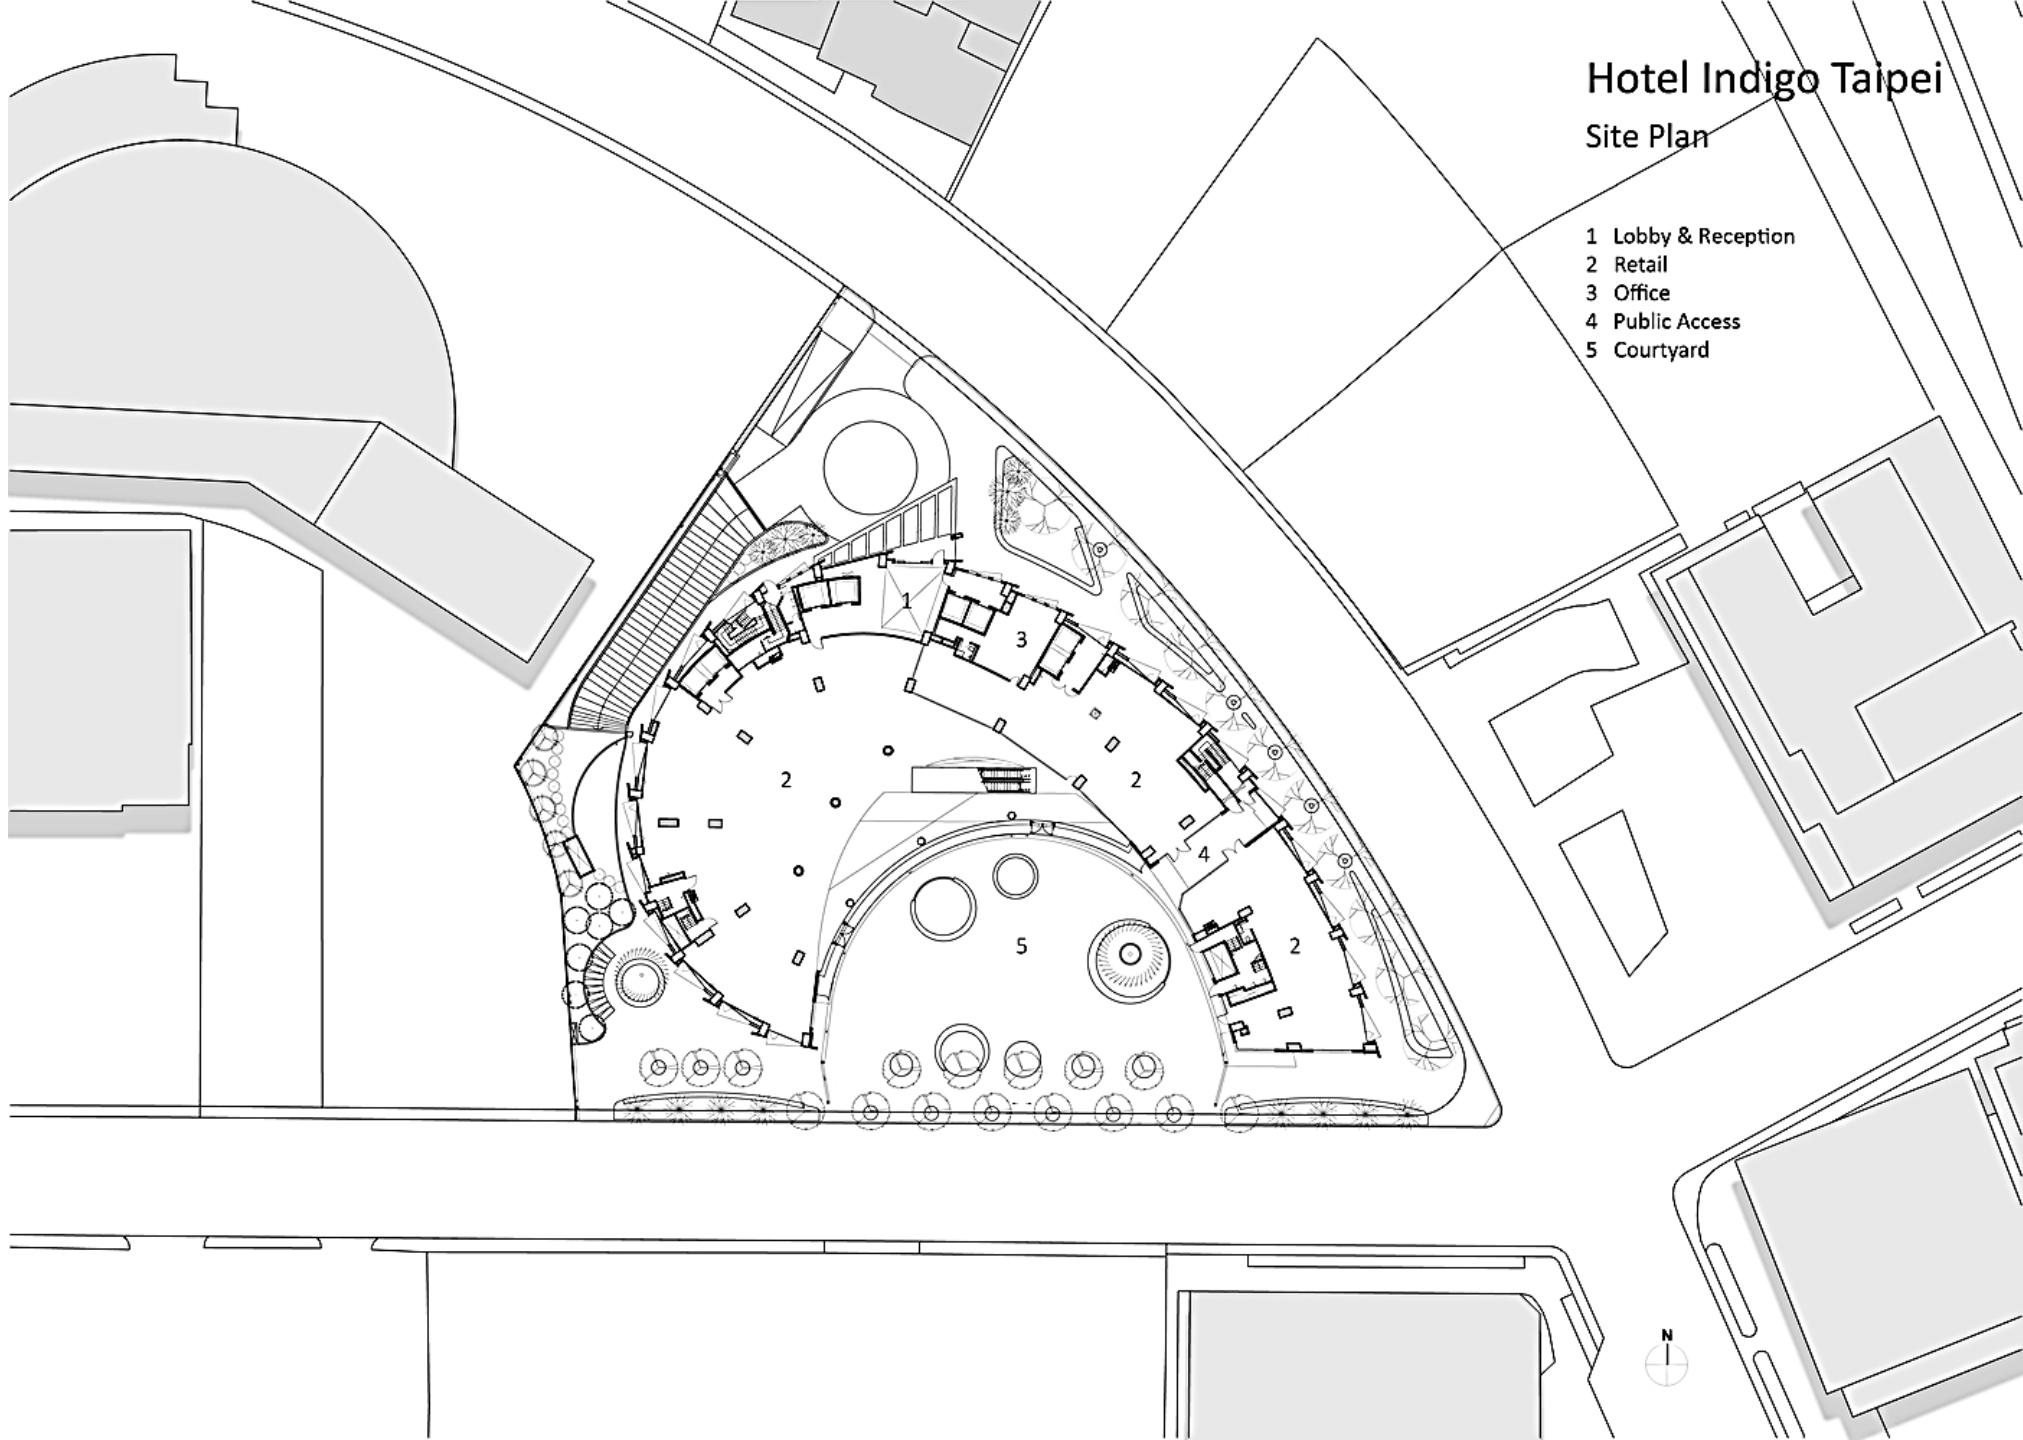 Hotel Indigo Taipei
Site Plan
1 Lobby & Reception
2 Retail
3 Office
4 Public Access
5 Courtyard
1
3
2
2
4
5
2
N